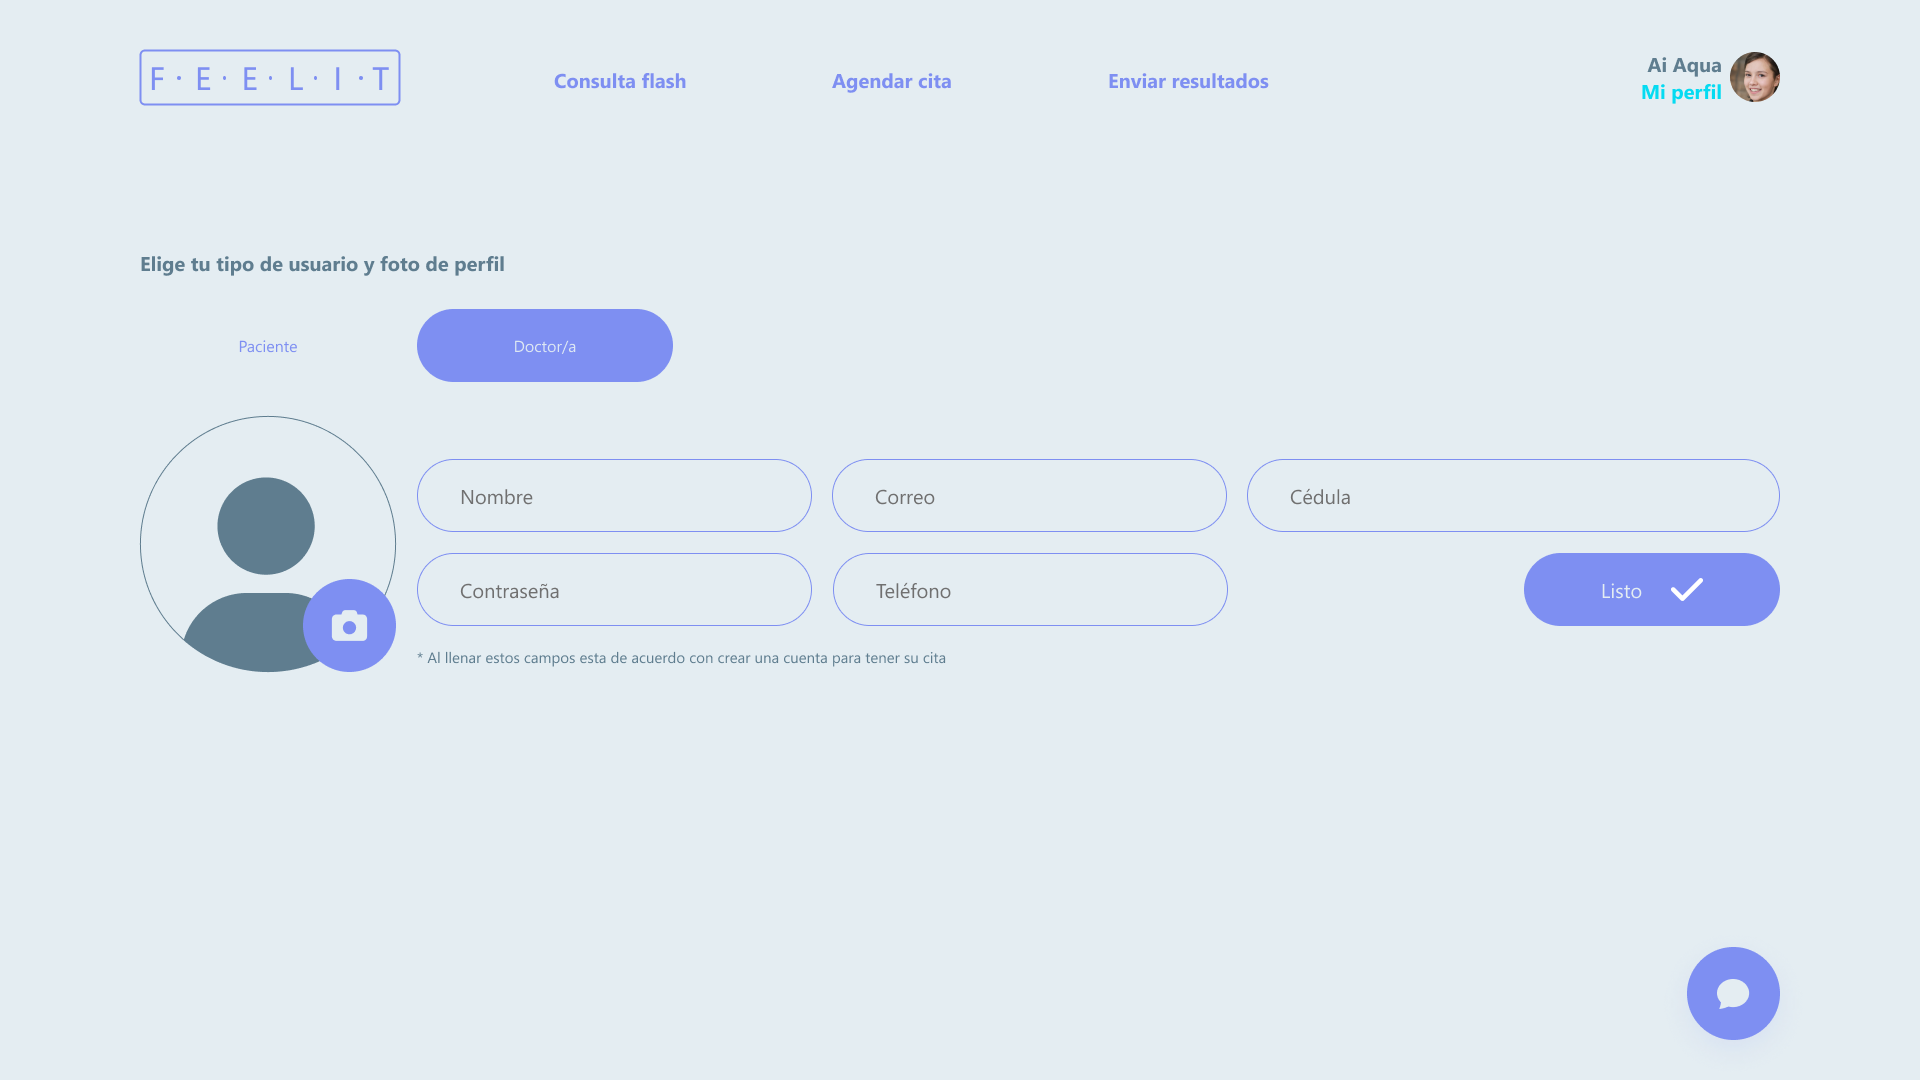 F·E·E·L·I·T
Consulta flash
Agendar cita
Enviar resultados
Ai Aqua
Mi perfil
Elige tu tipo de usuario y foto de perfil
Paciente
Doctor/a
Nombre
Correo
Cédula
Contraseña
Teléfono
Listo
* Al llenar estos campos esta de acuerdo con crear una cuenta para tener su cita